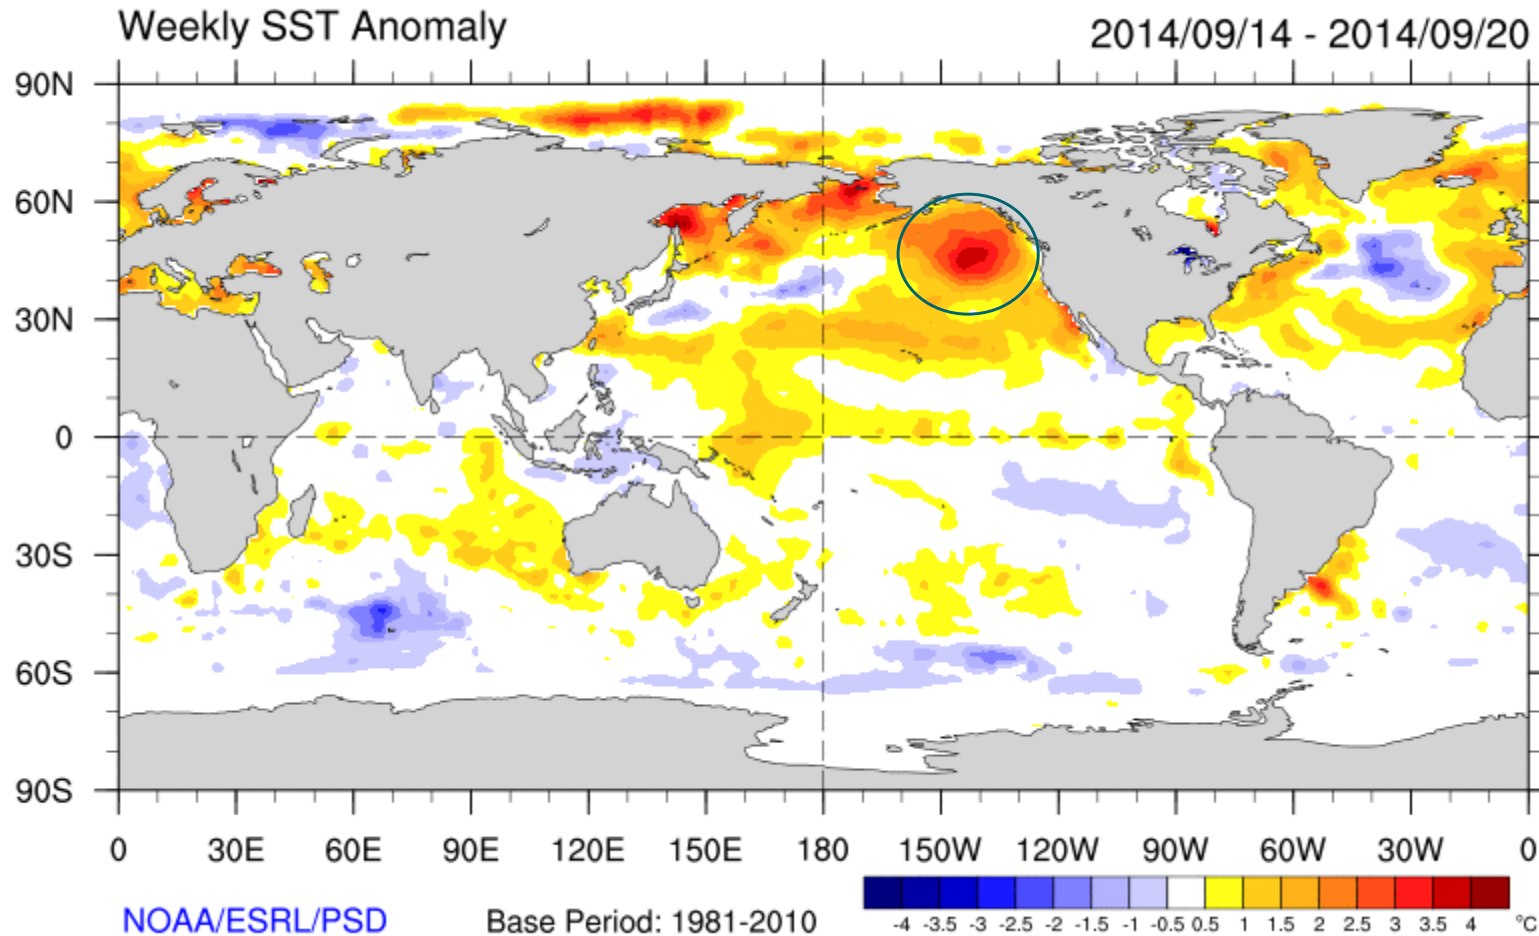 Weekly SST Anomaly
2014/09/14 - 2014/09/20
90N
60N
30N
0
30S
60S
90S
0 30E 60E 90E 120E 150E 180 150W 120W 90W 60W 30W 0
-4 -3.5 -3 -2.5 -2 -1.5 -1 -0.5 0.5 1 1.5 2 2.5 3 3.5 4 °C
NOAA/ESRL/PSD
Base Period: 1981-2010